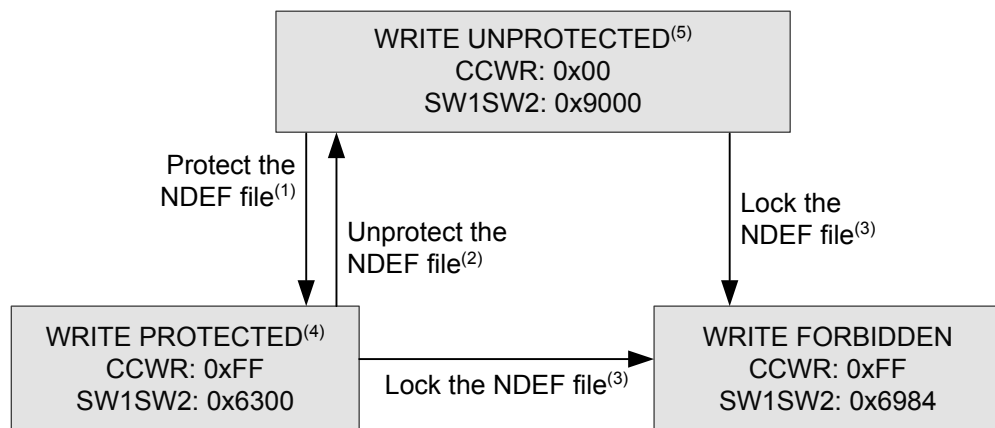 WRITE UNPROTECTED(5)
CCWR: 0x00
SW1SW2: 0x9000
Protect the
NDEF file(1)
Unprotect the
NDEF file(2)
Lock the
NDEF file(3)
WRITE PROTECTED(4)
CCWR: 0xFF
SW1SW2: 0x6300
Lock the NDEF file(3)
WRITE FORBIDDEN
CCWR: 0xFF
SW1SW2: 0x6984